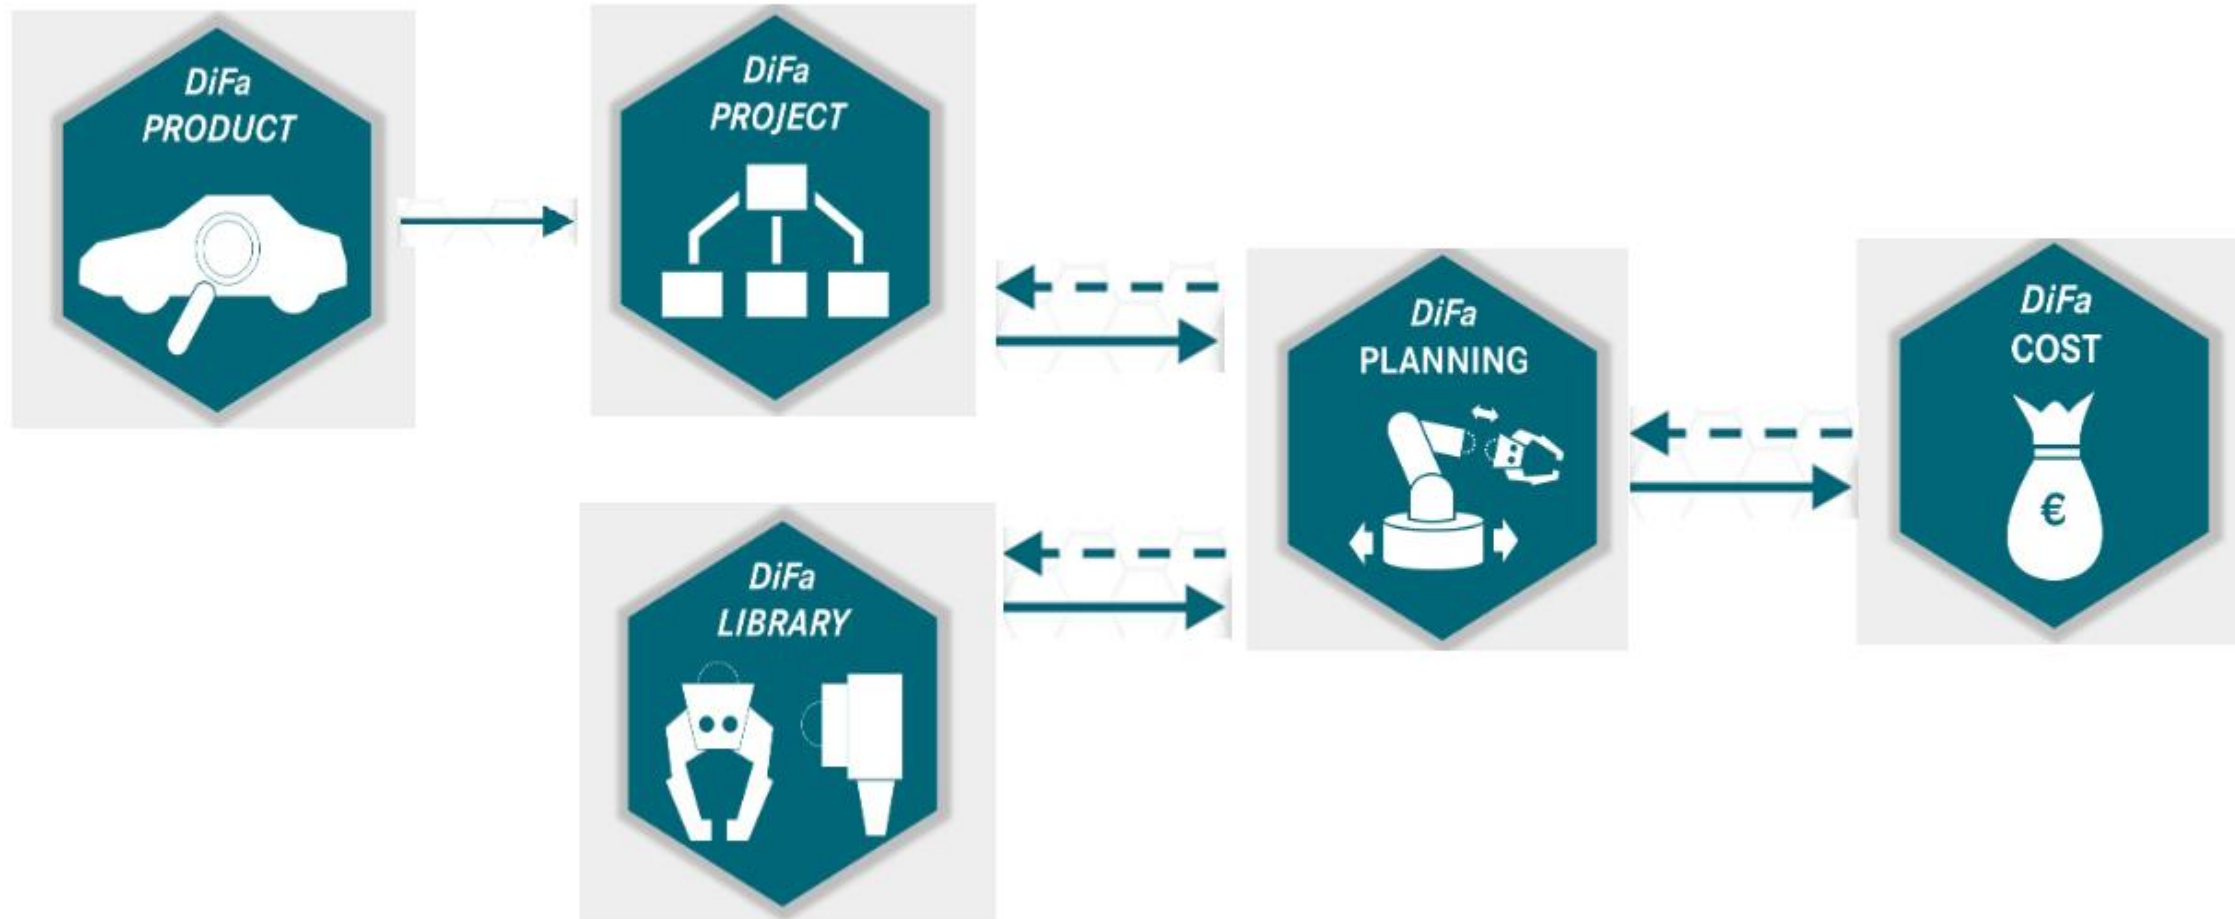 DiFa
PRODUCT
DiFa
PROJECT
DiFa
PLANNING
DiFa
COST
€
DiFa
LIBRARY